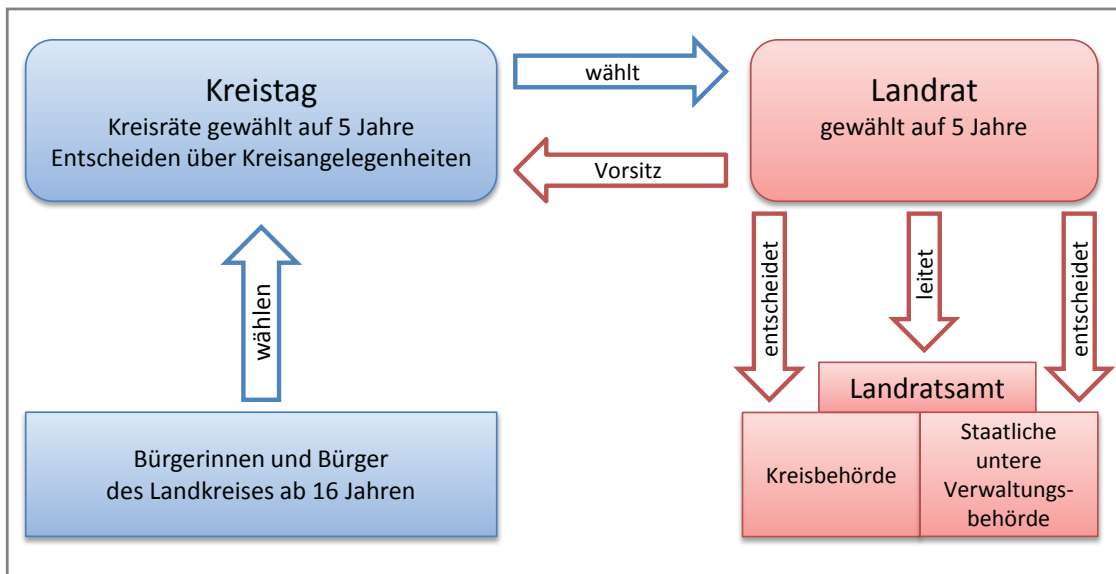 Kreistag
Kreisräte gewählt auf 5 Jahre
Entscheiden über Kreisangelegenheiten
wählt
Vorsitz
Landrat
gewählt auf 5 Jahre
wählen
entscheidet
leitet
entscheidet
Bürgerinnen und Bürger
des Landkreises ab 16 Jahren
Landratsamt
Kreisbehörde
Staatliche
untere
Verwaltungs-
behörde